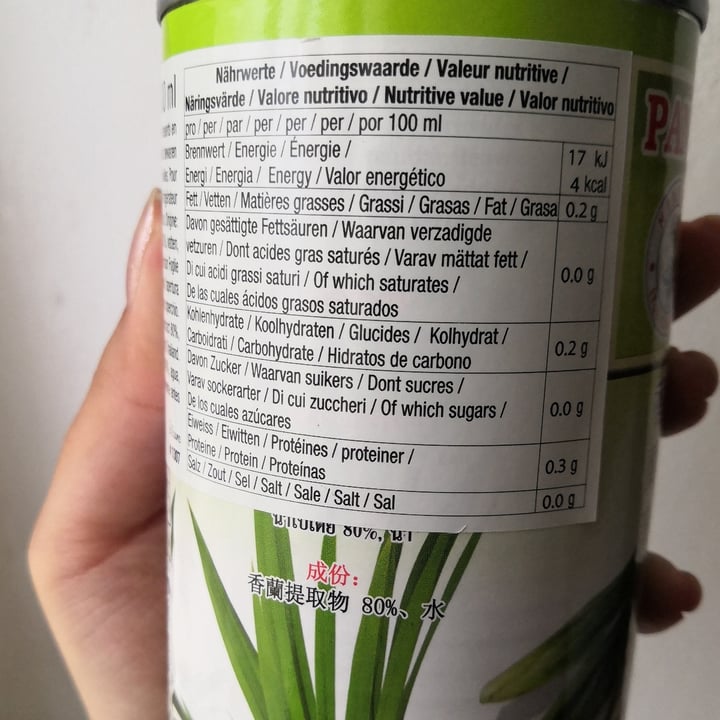 0 ml
PA
Nährwerte / Voedingswaarde / Valeur nutritive /
Näringsvärde / Valore nutritivo / Nutritive value / Valor nutritivo
pro / per / par / per / per / per / por 100 ml
Brennwert / Energie / Énergie /
Energi / Energia / Energy / Valor energético
17 kJ
4 kcal
Fett / Vetten / Matières grasses / Grassi / Grasas / Fat / Grasa 0.2 g
Davon gesättigte Fettsäuren / Waarvan verzadigde
vetzuren / Dont acides gras saturés / Varav mättat fett /
Di cui acidi grassi saturi / Of which saturates /
De las cuales ácidos grasos saturados
0.0 g
Kohlenhydrate / Koolhydraten / Glucides / Kolhydrat /
Carboidrati / Carbohydrate / Hidratos de carbono
0.2 g
Davon Zucker / Waarvan suikers / Dont sucres /
Varav sockerarter / Di cui zuccheri / Of which sugars /
De los cuales azúcares
0.0 g
Eiweiss / Eiwitten / Protéines / proteiner /
Proteine / Protein / Proteínas
0.3 g
Salz / Zout / Sel / Salt / Sale / Salt / Sal 0.0 g
80%,
成份：
香蘭提取物 80%、水